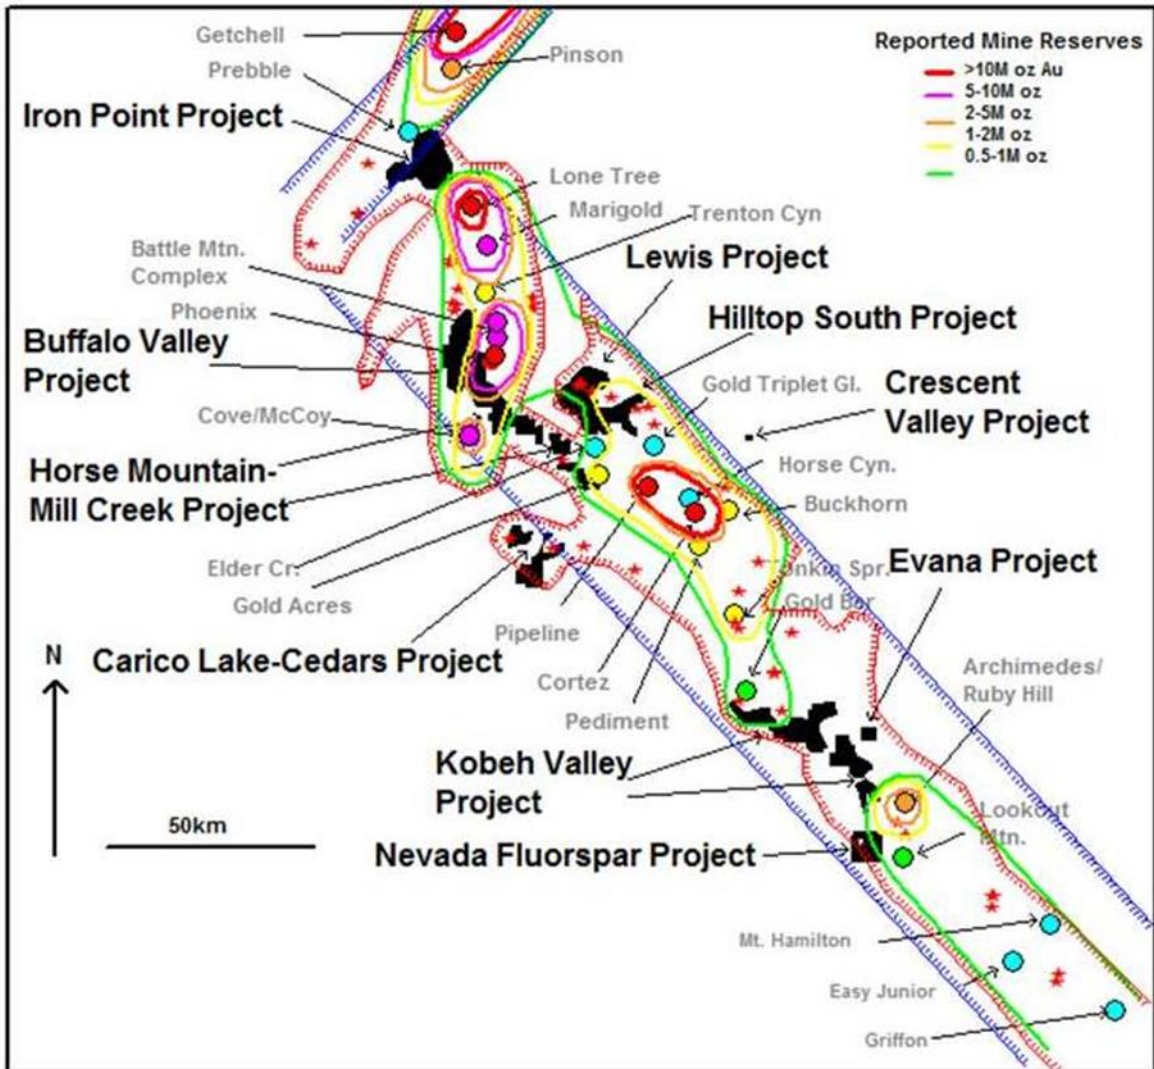 Getchell
Pinson
Prebble
Iron Point Project
Reported Mine Reserves
>10M oz Au
5-10M oz
2-5M oz
1-2M oz
0.5-1M oz
Lone Tree
Marigold
Trenton Cyn
Battle Mtn.
Complex
Lewis Project
Phoenix
Hilltop South Project
Buffalo Valley
Project
Gold Triplet Gl.
Crescent
Valley Project
Cove/McCoy
Horse Mountain-
Mill Creek Project
Horse Cyn.
Buckhorn
Elder Cr.
Gold Acres
Evana Project
Spr.
Gold Bar
Pipeline
N
Carico Lake-Cedars Project
Cortez
Pediment
Archimedes/
Ruby Hill
Kobeh Valley
Project
50km
Lookout
Mtn.
Nevada Fluorspar Project
Mt. Hamilton
Easy Junior
Griffon